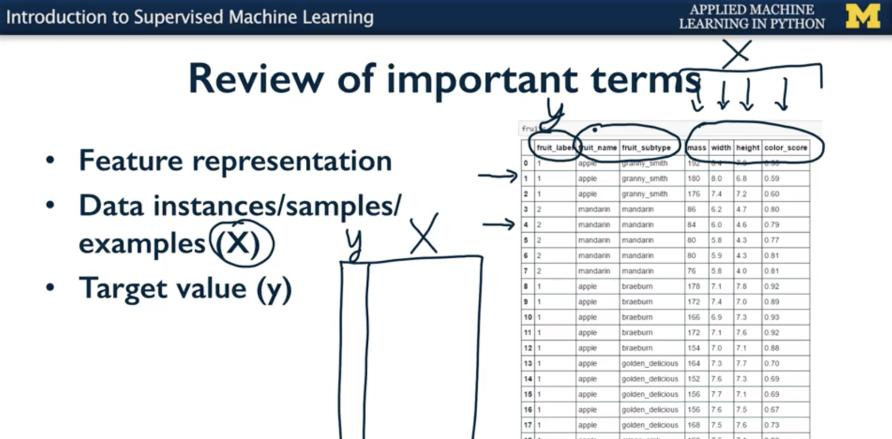 Introduction to Supervised Machine Learning
APPLIED MACHINE
LEARNING IN PYTHON
M
X
Review of important terms
y
• Feature representation
• Data instances/samples/
examples (X)
• Target value (y)
y X
fruit_label fruit_name fruit_subtype mass width height color_score
0 1 apple granny_smith 192
1 1 apple granny_smith 180 8.0 6.8 0.59
2 1 apple granny_smith 176 7.4 7.2 0.60
3 2 mandarin mandarin 86 6.2 4.7 0.80
4 2 mandarin mandarin 84 6.0 4.6 0.79
5 2 mandarin mandarin 80 5.8 4.3 0.77
6 2 mandarin mandarin 80 5.9 4.3 0.81
7 2 mandarin mandarin 76 5.8 4.0 0.81
8 1 apple braeburn 178 7.1 7.8 0.92
9 1 apple braeburn 172 7.4 7.0 0.89
10 1 apple braeburn 166 6.9 7.3 0.93
11 1 apple braeburn 172 7.1 7.6 0.92
12 1 apple braeburn 154 7.0 7.1 0.88
13 1 apple golden_delicious 164 7.3 7.7 0.70
14 1 apple golden_delicious 152 7.6 7.3 0.69
15 1 apple golden_delicious 156 7.7 7.1 0.69
16 1 apple golden_delicious 156 7.6 7.5 0.67
17 1 apple golden_delicious 168 7.5 7.6 0.73